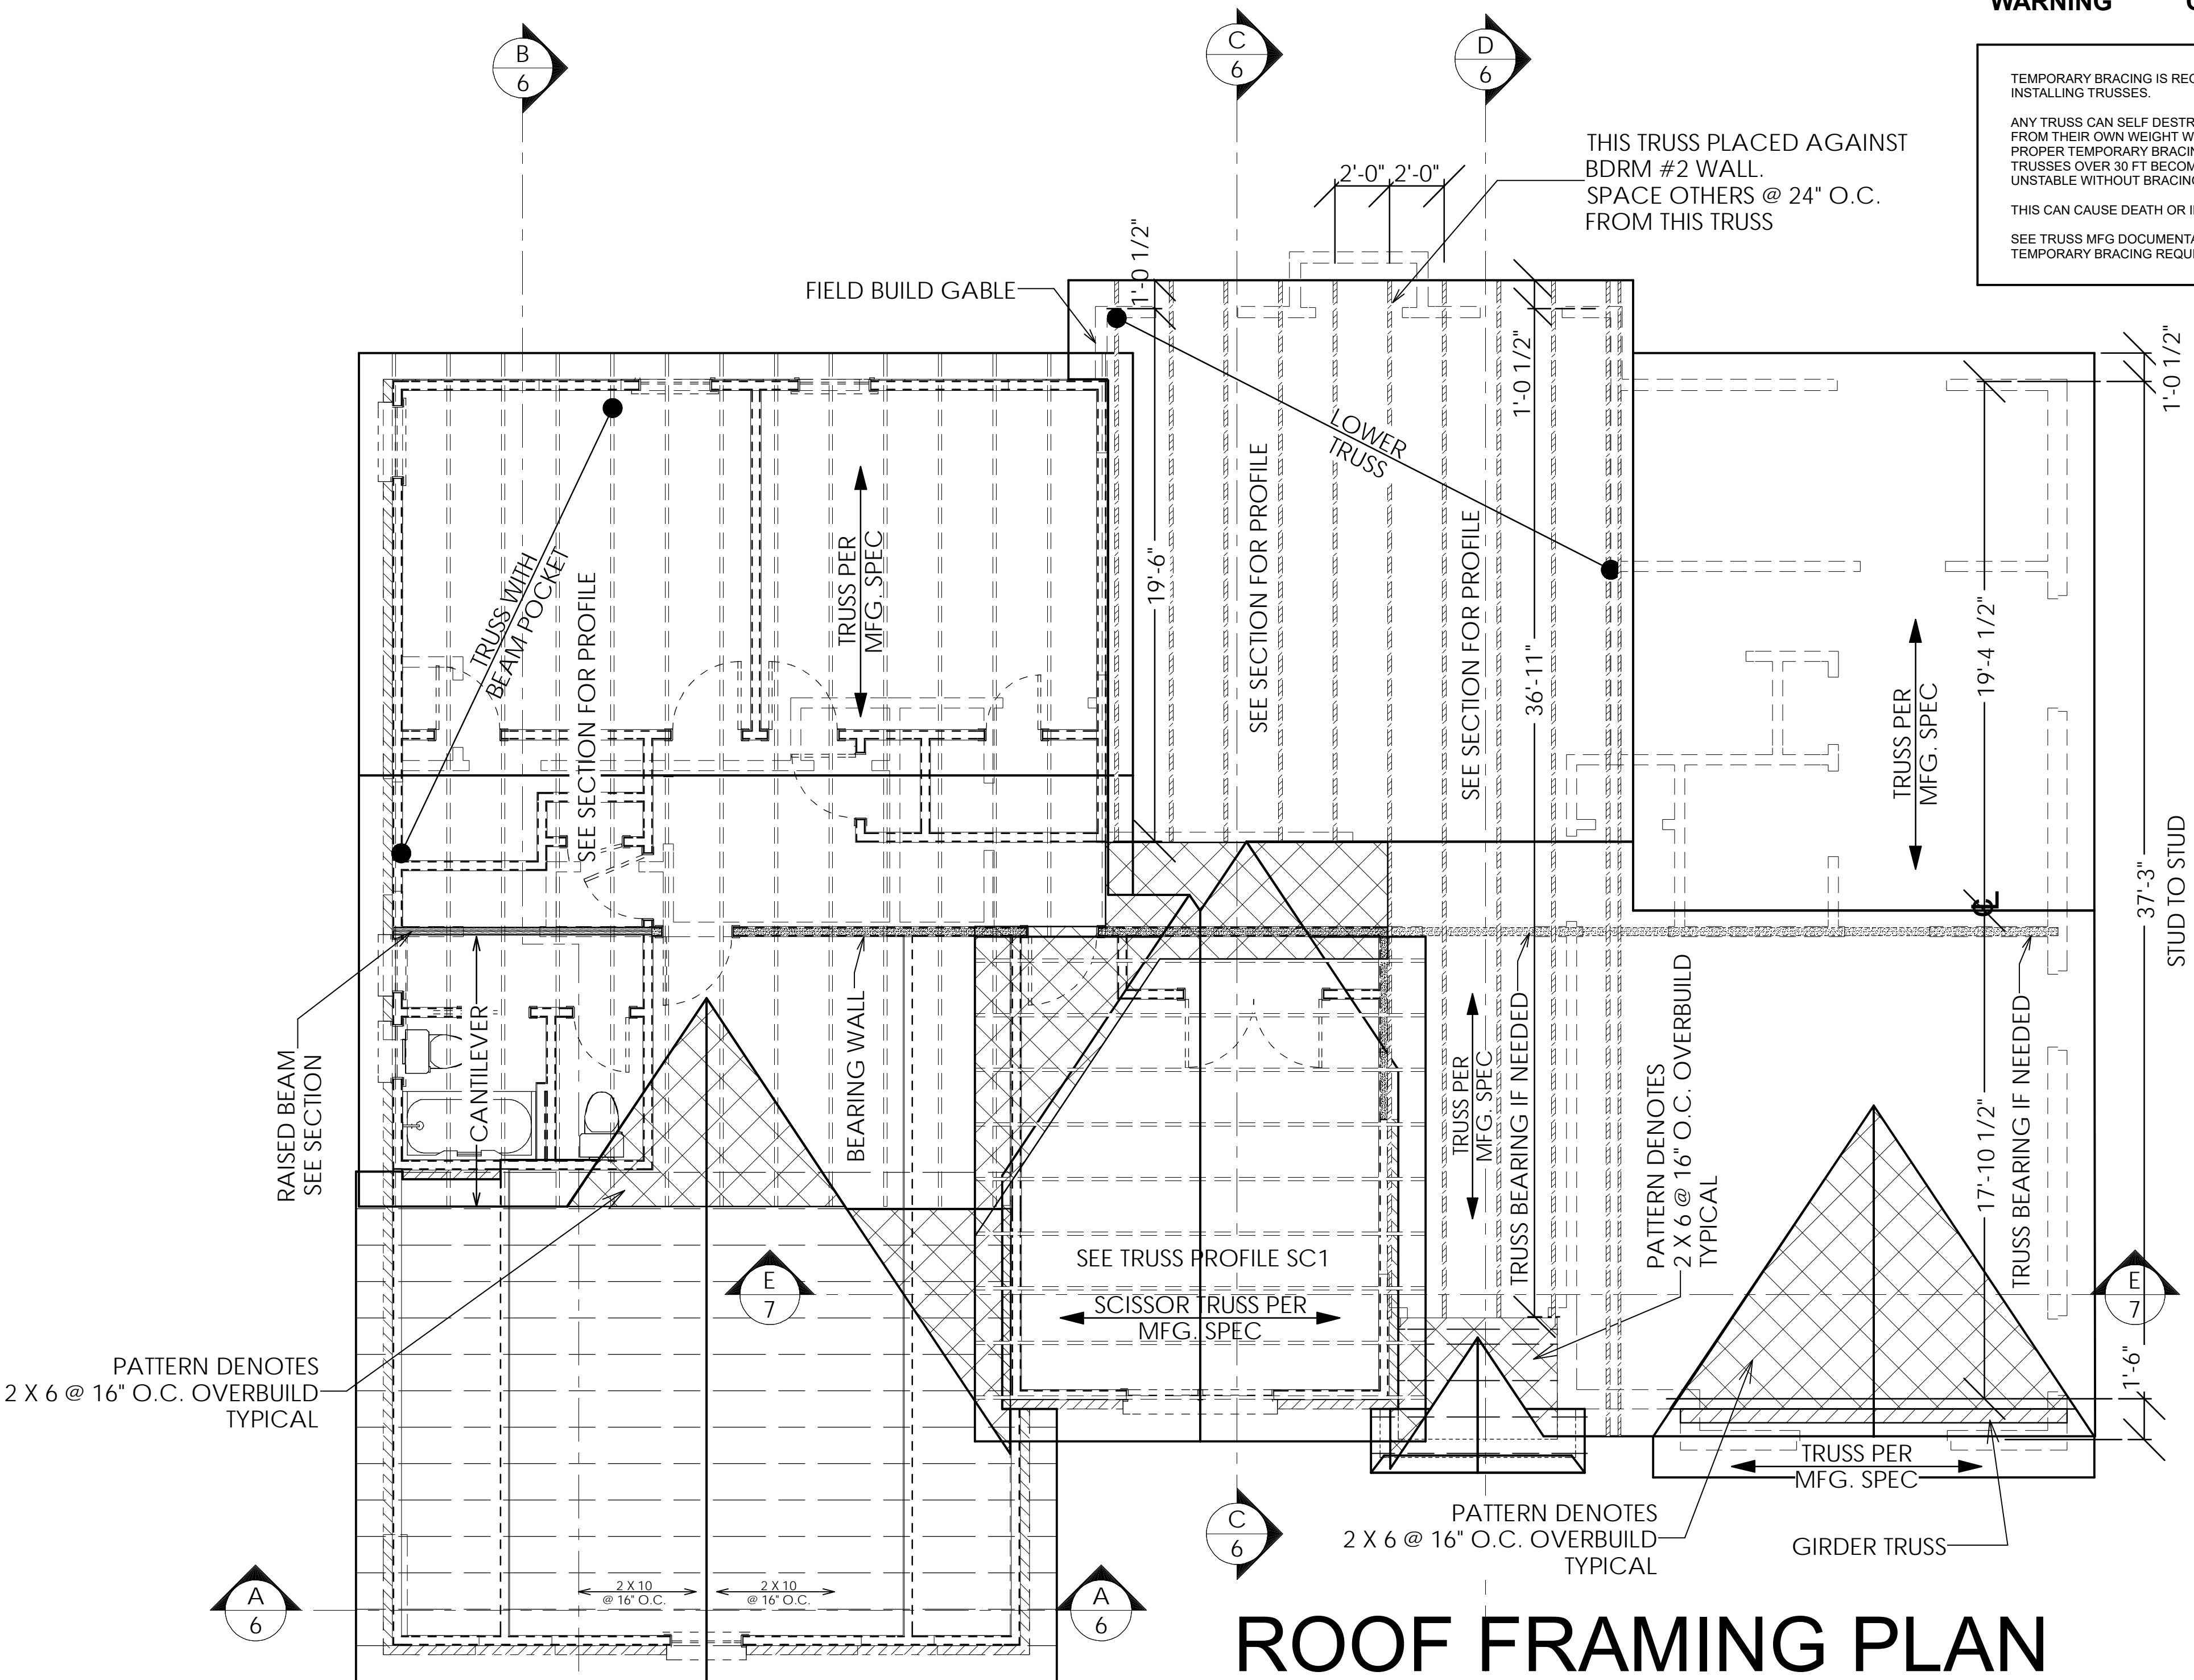 WARNING
TEMPORARY BRACING IS
INSTALLING TRUSSES.
ANY TRUSS CAN SELF
FROM THEIR OWN WEIGHT
PROPER TEMPORARY
TRUSSES OVER 30 FT
UNSTABLE WITHOUT
THIS CAN CAUSE DEATH OR
SEE TRUSS MFG
TEMPORARY BRACING
B
6
C
6
D
6
THIS TRUSS PLACED AGAINST
BDRM #2 WALL.
SPACE OTHERS @ 24" O.C.
FROM THIS TRUSS
2'-0" 2'-0"
1'-0 1/2"
FIELD BUILD GABLE
1'-0 1/2"
1'-0 1/2"
LOWER
TRUSS
TRUSS WITH
BEAM POCKET
SEE SECTION FOR PROFILE
TRUSS PER
MFG. SPEC
19'-6"
SEE SECTION FOR PROFILE
SEE SECTION FOR PROFILE
36'-11"
TRUSS PER
MFG. SPEC
19'-4 1/2"
CL
37'-3"
STUD TO STUD
RAISED BEAM
SEE SECTION
CANTILEVER
BEARING WALL
TRUSS PER
MFG. SPEC
TRUSS BEARING IF NEEDED
PATTERN DENOTES
2 X 6 @ 16" O.C. OVERBUILD
TYPICAL
17'-10 1/2"
TRUSS BEARING IF NEEDED
E
7
SEE TRUSS PROFILE SC1
SCISSOR TRUSS PER
MFG. SPEC
E
7
1'-6"
PATTERN DENOTES
2 X 6 @ 16" O.C. OVERBUILD
TYPICAL
TRUSS PER
MFG. SPEC
C
6
PATTERN DENOTES
2 X 6 @ 16" O.C. OVERBUILD
TYPICAL
GIRDER TRUSS
A
6
2 X 10
@ 16" O.C.
2 X 10
@ 16" O.C.
A
6
ROOF FRAMING PLAN